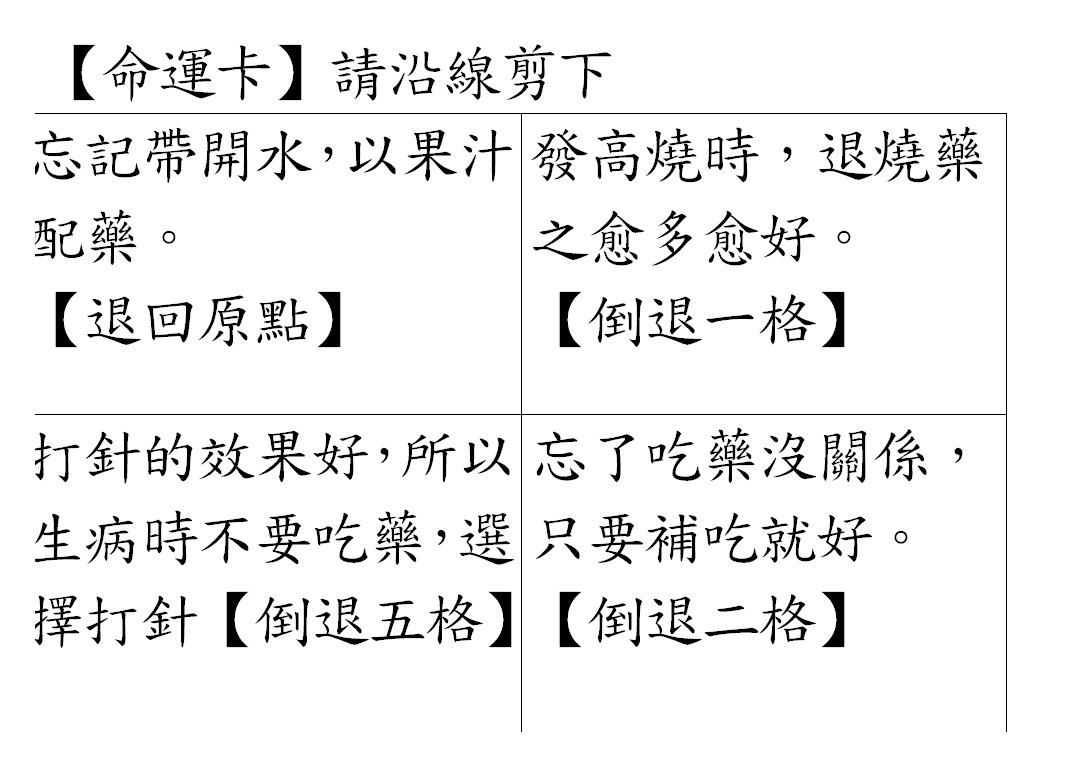 【命運卡】請沿線剪下
忘記帶開水，以果汁
配藥。
【退回原點】
發高燒時，退燒藥
之愈多愈好。
【倒退一格】
打針的效果好，所以
生病時不要吃藥，選
擇打針【倒退五格】
忘了吃藥沒關係，
只要補吃就好。
【倒退二格】